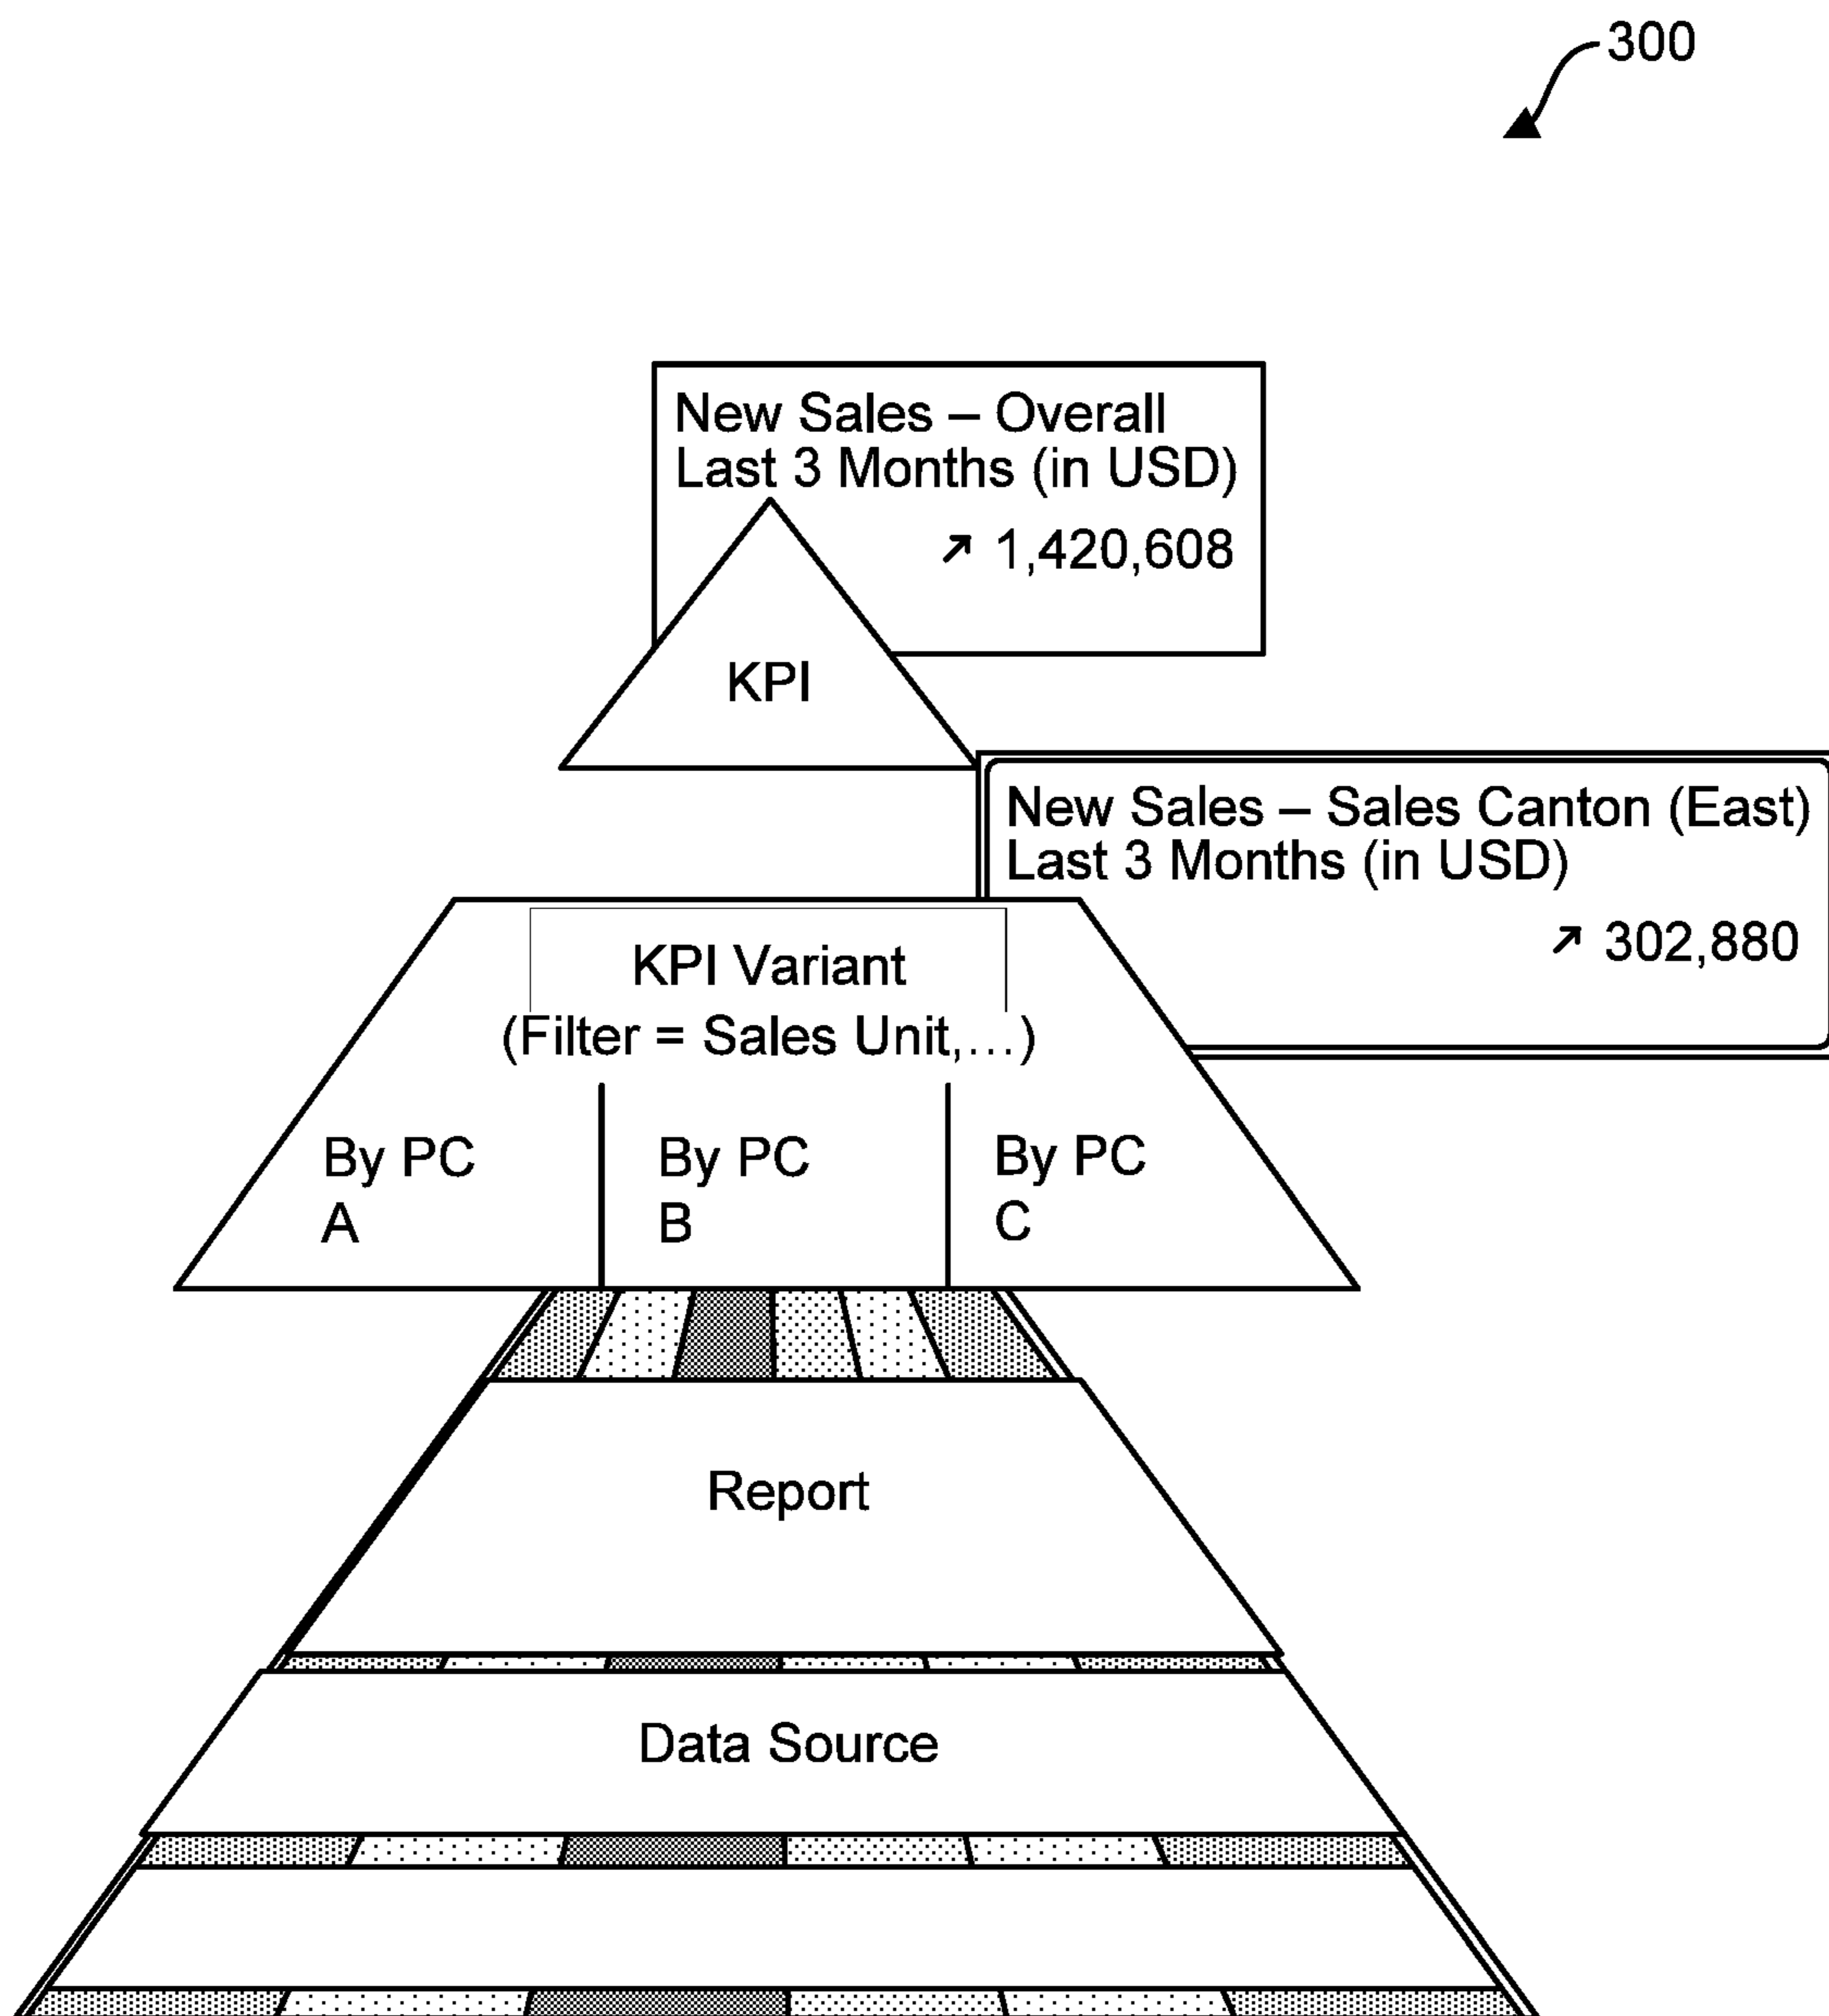 300
New Sales – Overall
Last 3 Months (in USD)
↗ 1,420,608
KPI
New Sales – Sales Canton (East)
Last 3 Months (in USD)
↗ 302,880
KPI Variant
(Filter = Sales Unit,...)
By PC
A
By PC
B
By PC
C
Report
Data Source